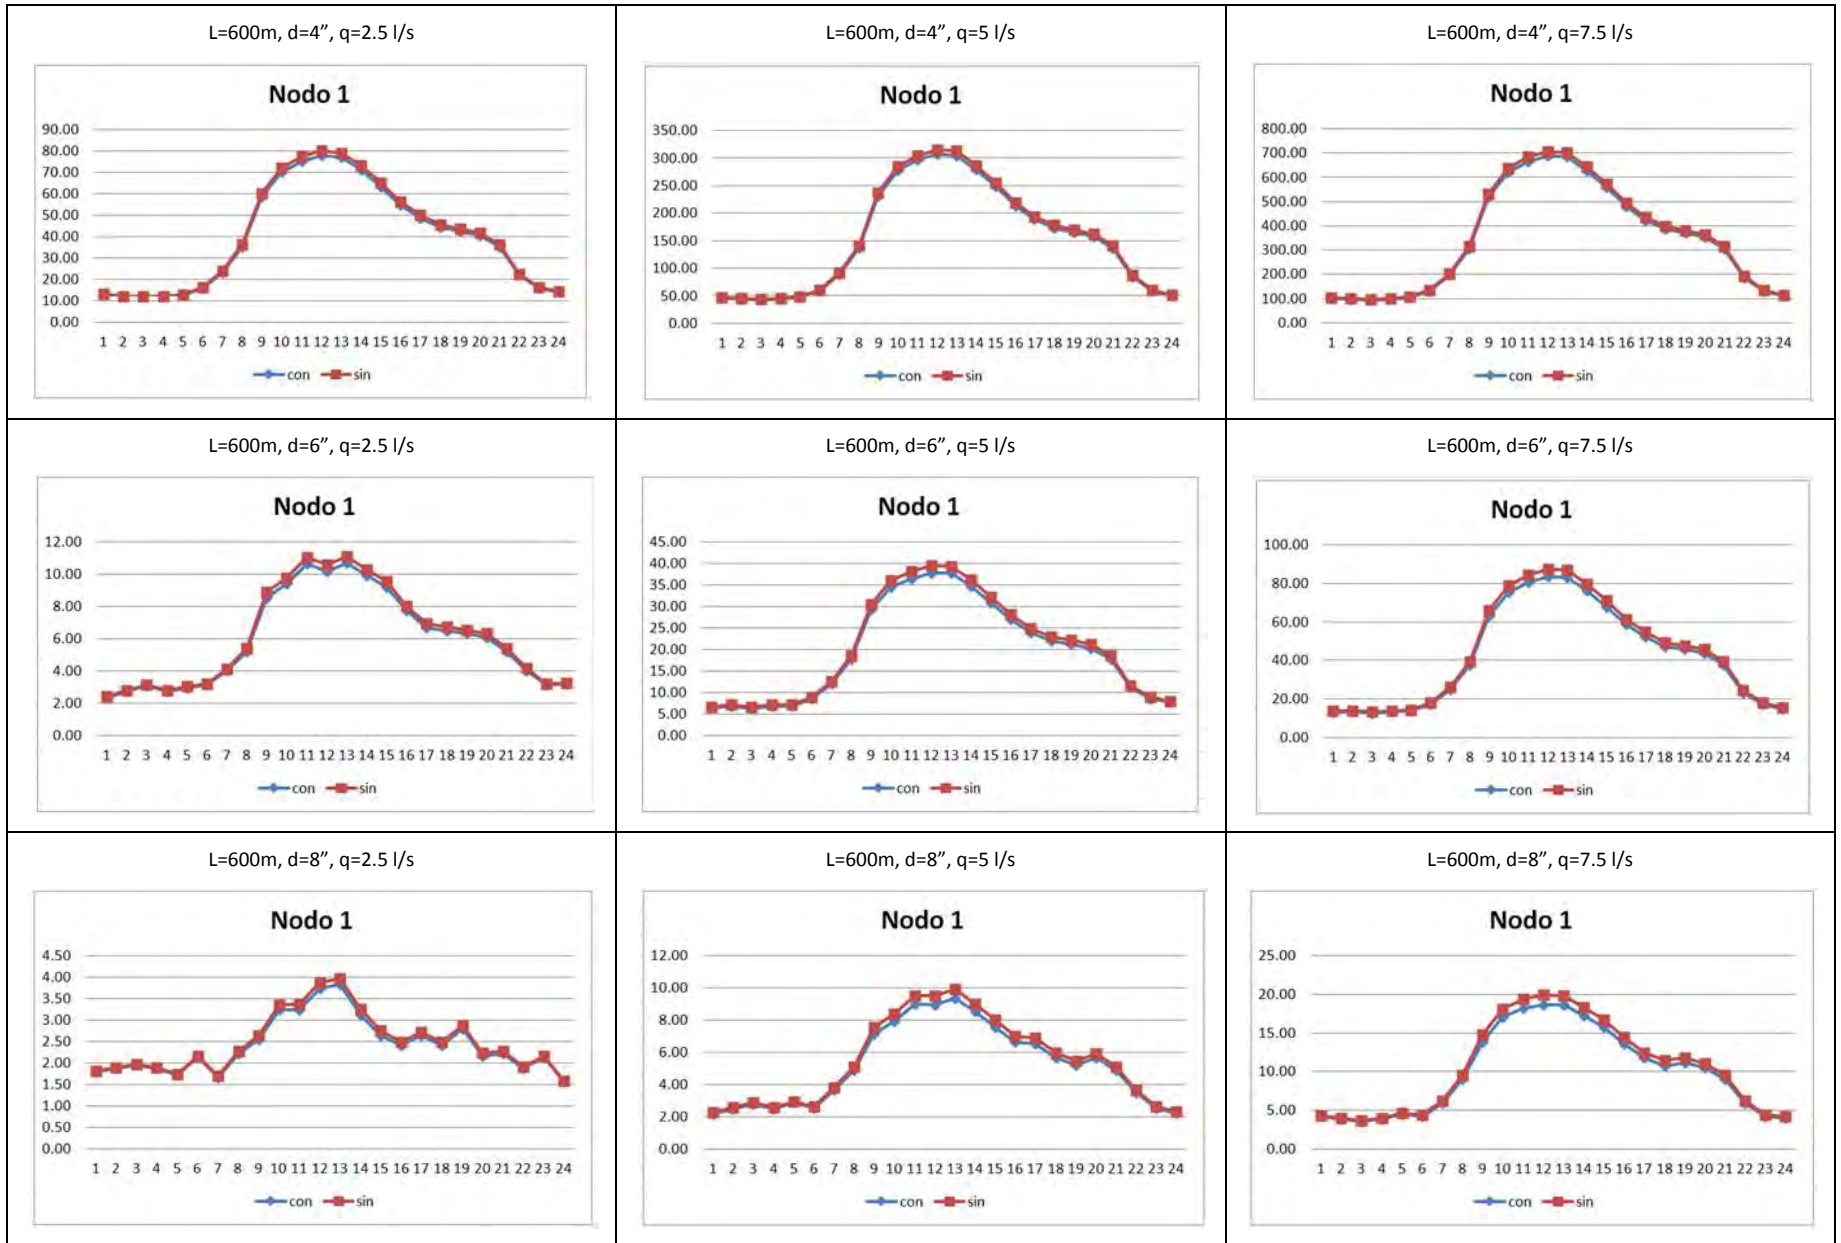 L=600m, d=4”, q=2.5 l/s
Nodo 1
90.00
80.00
70.00
60.00
50.00
40.00
30.00
20.00
10.00
0.00
1 2 3 4 5 6 7 8 9 10 11 12 13 14 15 16 17 18 19 20 21 22 23 24
con sin
L=600m, d=4”, q=5 l/s
Nodo 1
350.00
300.00
250.00
200.00
150.00
100.00
50.00
0.00
1 2 3 4 5 6 7 8 9 10 11 12 13 14 15 16 17 18 19 20 21 22 23 24
con sin
L=600m, d=4”, q=7.5 l/s
Nodo 1
800.00
700.00
600.00
500.00
400.00
300.00
200.00
100.00
0.00
1 2 3 4 5 6 7 8 9 10 11 12 13 14 15 16 17 18 19 20 21 22 23 24
con sin
L=600m, d=6”, q=2.5 l/s
Nodo 1
12.00
10.00
8.00
6.00
4.00
2.00
0.00
1 2 3 4 5 6 7 8 9 10 11 12 13 14 15 16 17 18 19 20 21 22 23 24
con sin
L=600m, d=6”, q=5 l/s
Nodo 1
45.00
40.00
35.00
30.00
25.00
20.00
15.00
10.00
5.00
0.00
1 2 3 4 5 6 7 8 9 10 11 12 13 14 15 16 17 18 19 20 21 22 23 24
con sin
L=600m, d=6”, q=7.5 l/s
Nodo 1
100.00
80.00
60.00
40.00
20.00
0.00
1 2 3 4 5 6 7 8 9 10 11 12 13 14 15 16 17 18 19 20 21 22 23 24
con sin
L=600m, d=8”, q=2.5 l/s
Nodo 1
4.50
4.00
3.50
3.00
2.50
2.00
1.50
1.00
0.50
0.00
1 2 3 4 5 6 7 8 9 10 11 12 13 14 15 16 17 18 19 20 21 22 23 24
con sin
L=600m, d=8”, q=5 l/s
Nodo 1
12.00
10.00
8.00
6.00
4.00
2.00
0.00
1 2 3 4 5 6 7 8 9 10 11 12 13 14 15 16 17 18 19 20 21 22 23 24
con sin
L=600m, d=8”, q=7.5 l/s
Nodo 1
25.00
20.00
15.00
10.00
5.00
0.00
1 2 3 4 5 6 7 8 9 10 11 12 13 14 15 16 17 18 19 20 21 22 23 24
con sin